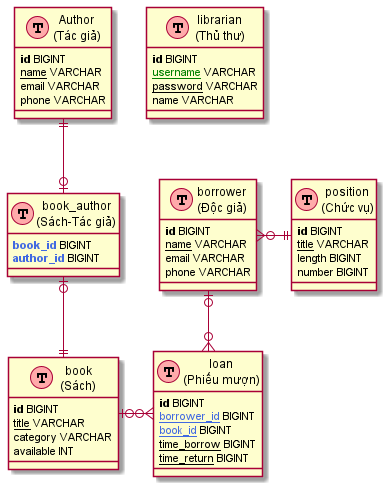 T Author
(Tác giả)
id BIGINT
name VARCHAR
email VARCHAR
phone VARCHAR
T librarian
(Thủ thư)
id BIGINT
username VARCHAR
password VARCHAR
name VARCHAR
T book_author
(Sách-Tác giả)
book_id BIGINT
author_id BIGINT
T borrower
(Độc giả)
id BIGINT
name VARCHAR
email VARCHAR
phone VARCHAR
T position
(Chức vụ)
id BIGINT
title VARCHAR
length BIGINT
number BIGINT
T book
(Sách)
id BIGINT
title VARCHAR
category VARCHAR
available INT
T loan
(Phiếu mượn)
id BIGINT
borrower_id BIGINT
book_id BIGINT
time_borrow BIGINT
time_return BIGINT